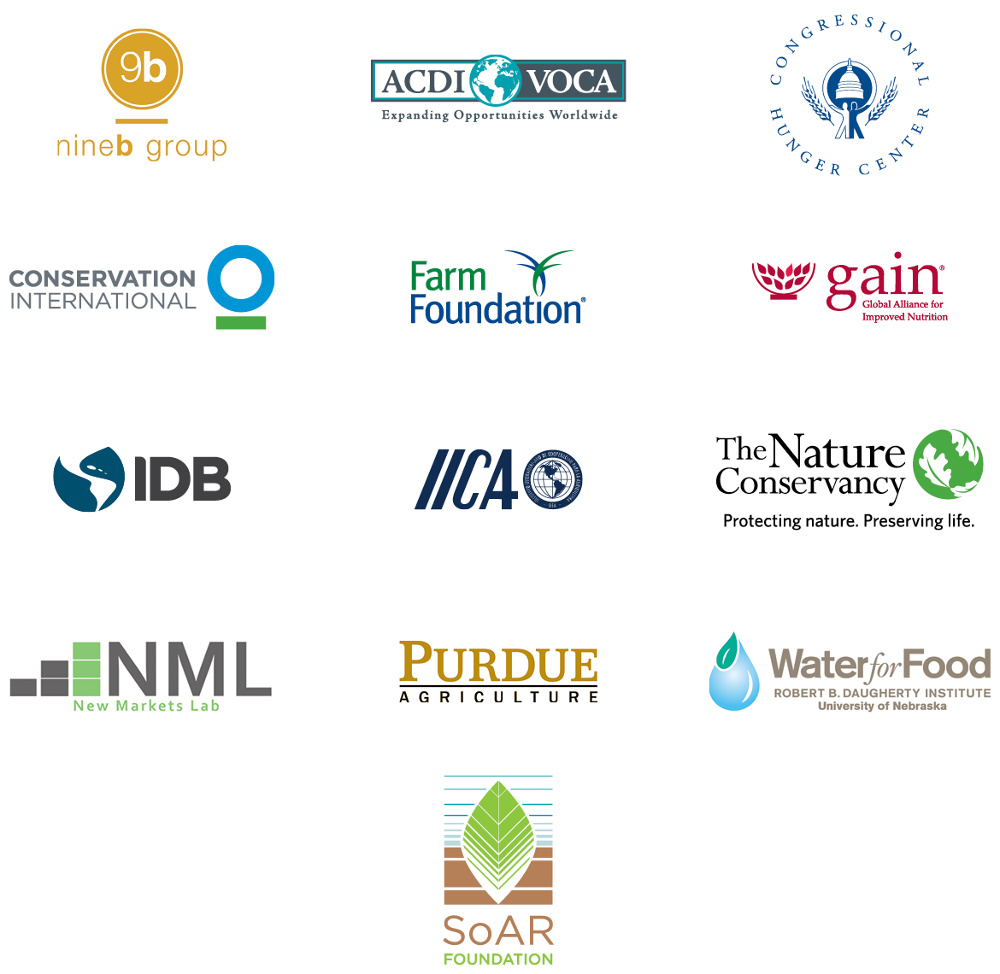 9b
nineb group
ACDI VOCA
Expanding Opportunities Worldwide
CONGRESSIONAL
HUNGER CENTER
CONSERVATION
INTERNATIONAL
Farm
Foundation®
gain®
Global Alliance for
Improved Nutrition
IDB
IICA
The Nature
Conservancy
Protecting nature. Preserving life.
NML
New Markets Lab
PURDUE
AGRICULTURE
Water for Food
ROBERT B. DAUGHERTY INSTITUTE
University of Nebraska
SoAR
FOUNDATION